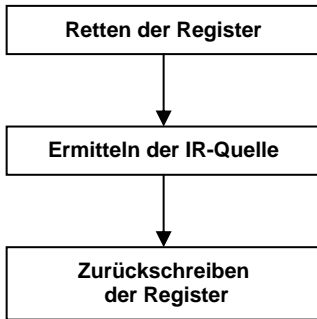 Retten der Register
Ermitteln der IR-Quelle
Zurückschreiben
der Register